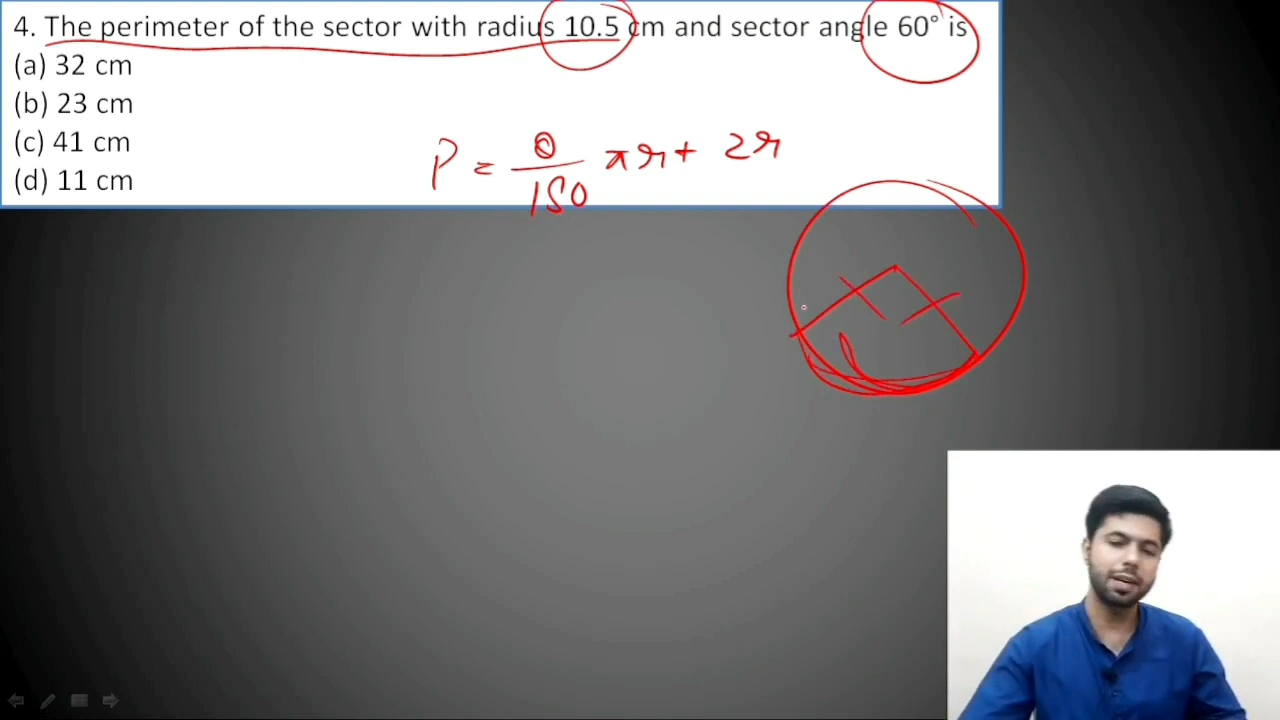 4. The perimeter of the sector with radius 10.5 cm and sector angle 60° is
(a) 32 cm
(b) 23 cm
(c) 41 cm
(d) 11 cm
P = θ/180 πr + 2r